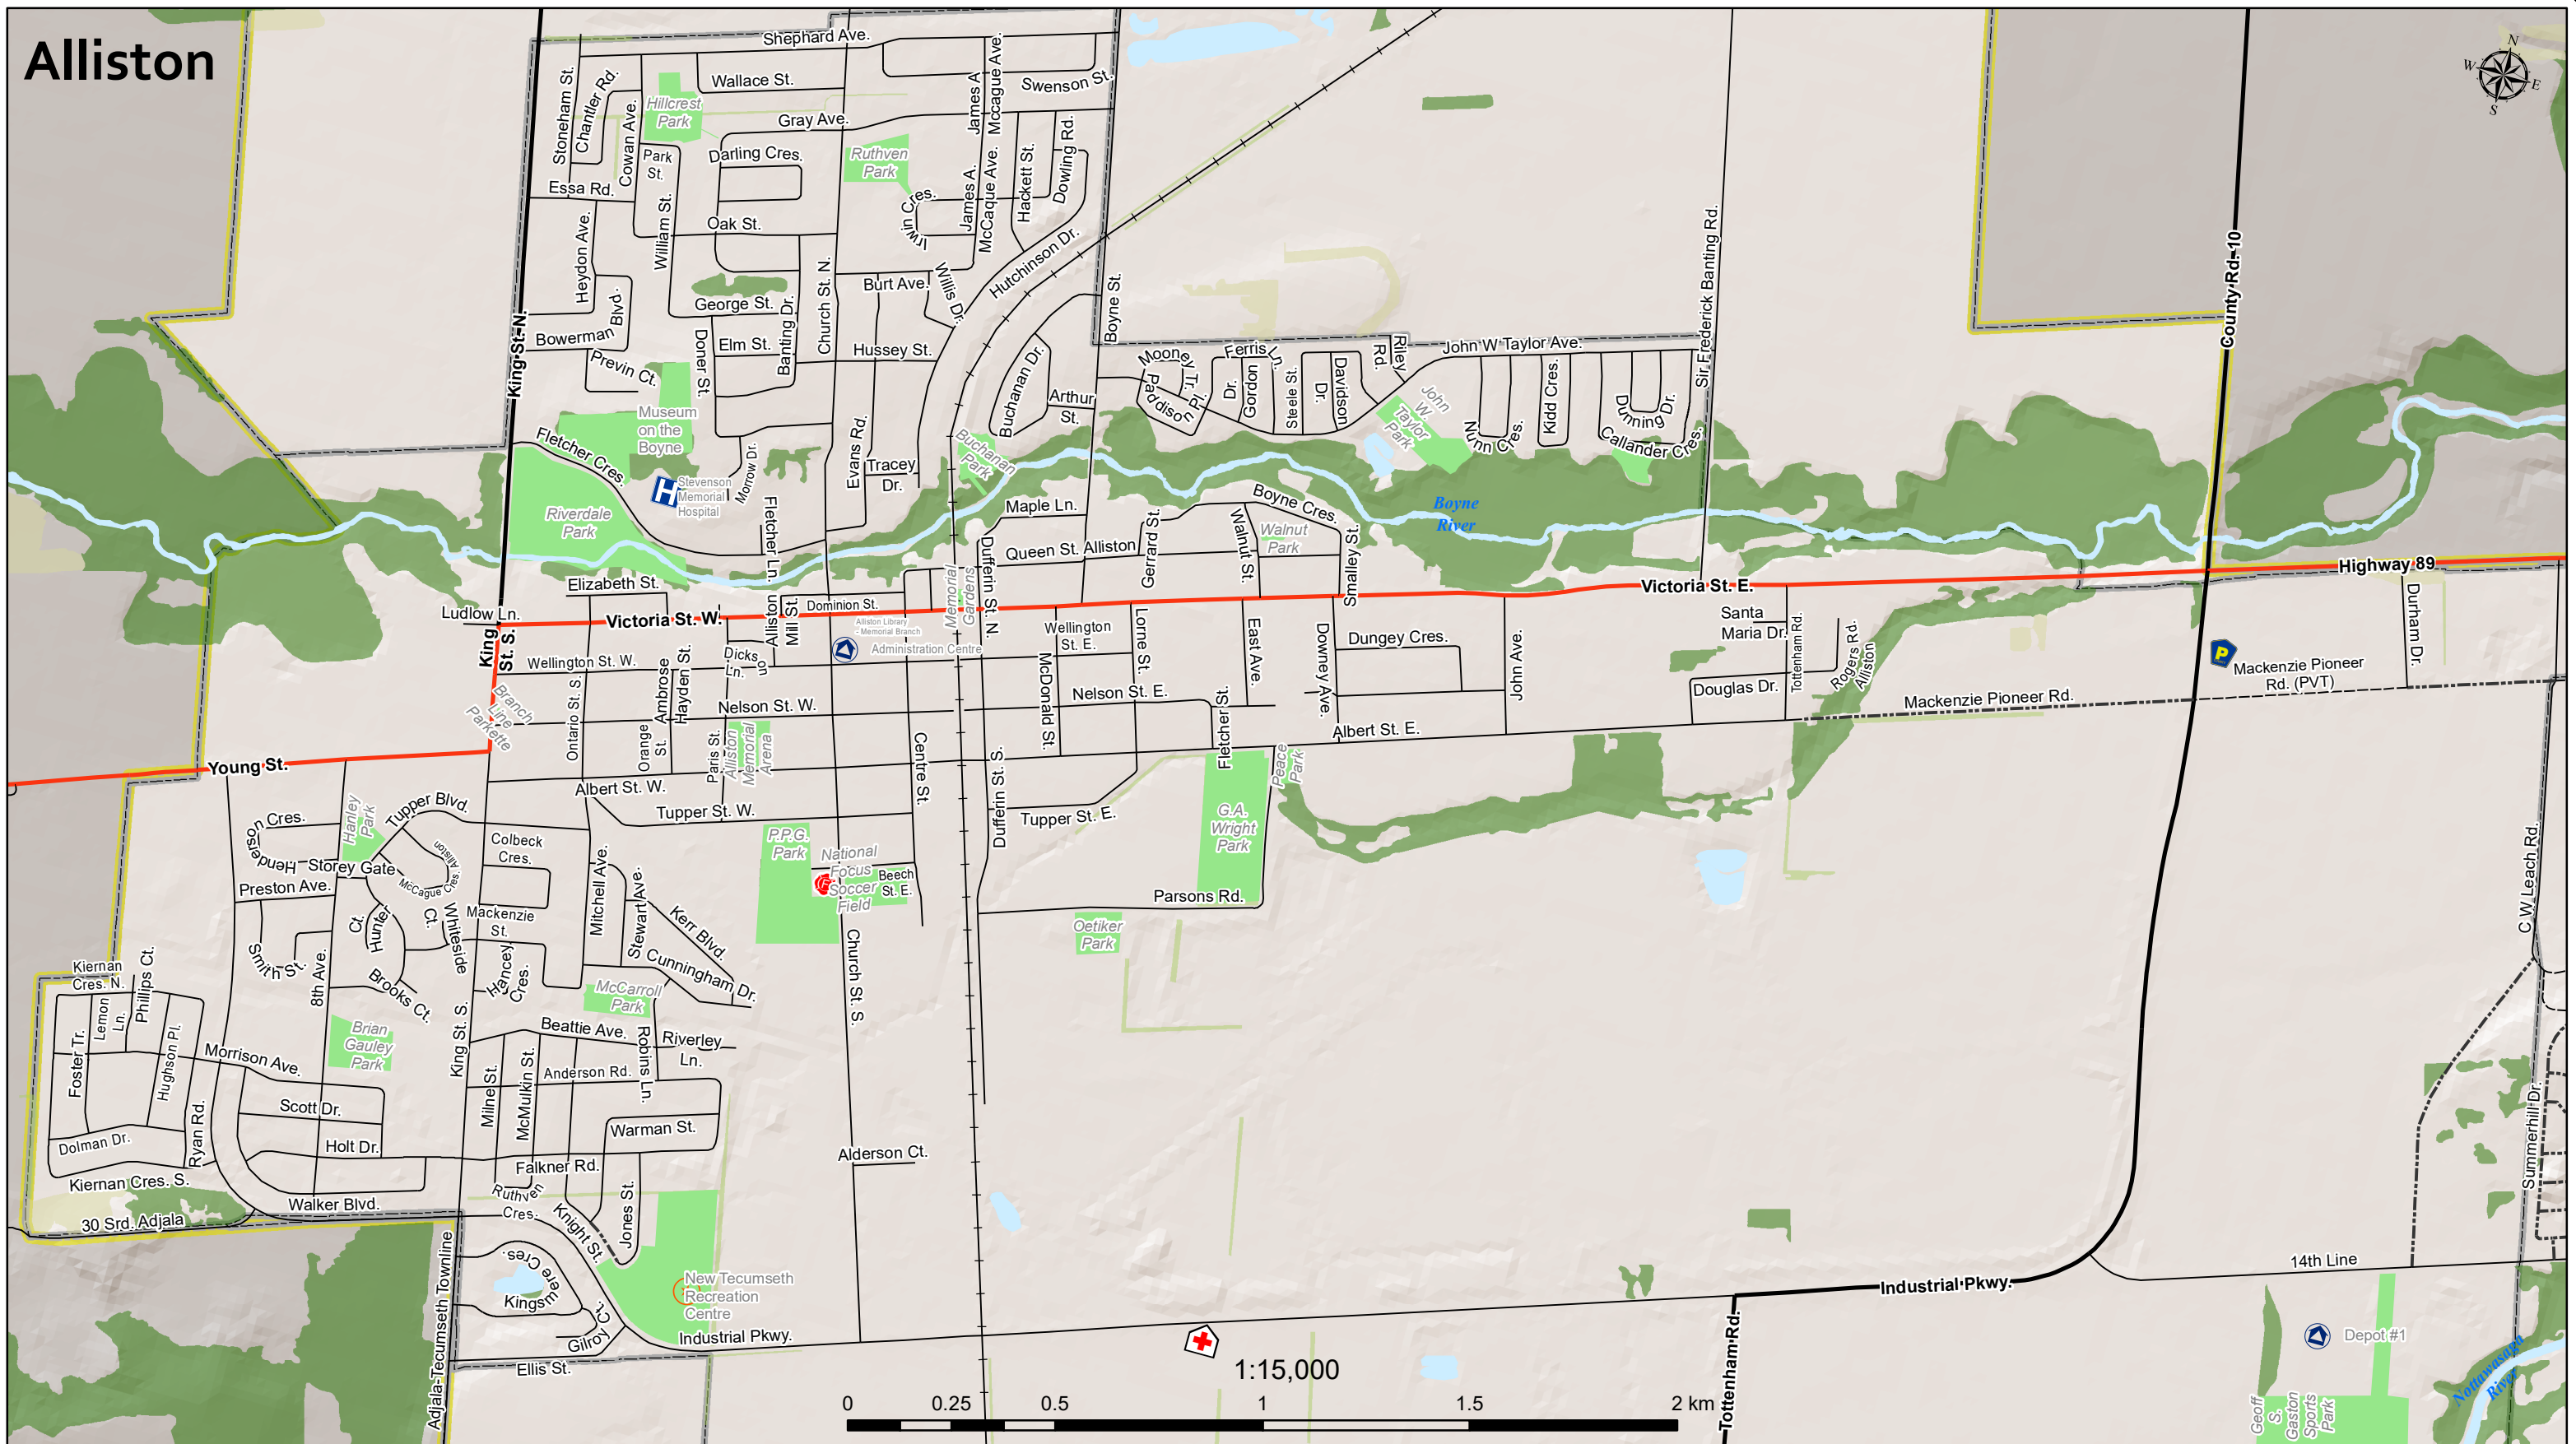 Alliston
N
W
E
S
Shephard Ave.
Stoneham St.
Chantler Rd.
Cowan Ave.
Hillcrest
Park
Wallace St.
Gray Ave.
James A.
Mccague Ave.
Swenson St.
Darling Cres.
Ruthven
Park
Park
St.
Essa Rd.
Heydon Ave.
William St.
Oak St.
Irwin Cres.
James A.
McCaque Ave.
Hackett St.
Dowling Rd.
Hutchinson Dr.
Willis Dr.
Burt Ave.
Church St. N.
Banting Dr.
George St.
Elm St.
Doner St.
Hussey St.
Bowerman
Blvd.
Previn Ct.
King St. N.
Museum
on the
Boyne
Fletcher Cres.
Riverdale
Park
H
Stevenson
Memorial
Hospital
Morrow Dr.
Fletcher Ln.
Evans Rd.
Tracey
Dr.
Buchanan
Park
Buchanan Dr.
Arthur
St.
Boyne St.
Mooney
Tr.
Paddison
Pl.
Ferris
Ln.
Gordon
Dr.
Steele St.
Davidson
Dr.
Riley
Rd.
John W Taylor Ave.
John
W.
Taylor
Park
Nunn Cres.
Kidd Cres.
Dunning Dr.
Callander Cres.
Sir Frederick Banting Rd.
County Rd. 10
Boyne
River
Maple Ln.
Boyne Cres.
Queen St. Alliston
Gerrard St.
Walnut St.
Walnut
Park
Smalley St.
Dufferin St. N.
Memorial
Gardens
Elizabeth St.
Ludlow Ln.
Victoria St. W.
Alliston
Mill St.
Dominion St.
Alliston Library
- Memorial Branch
Administration Centre
Victoria St. E.
Highway 89
King
St. S.
Wellington St. W.
Dickson
Ln.
Wellington
St. E.
Lorne St.
McDonald St.
East Ave.
Downey Ave.
Dungey Cres.
John Ave.
Santa
Maria Dr.
Tottenham Rd.
Rogers Rd.
Alliston
Douglas Dr.
Mackenzie Pioneer Rd.
P
Mackenzie Pioneer
Rd. (PVT)
Durham Dr.
Branch
Line
Parkette
Ontario St. S.
Ambrose
Hayden St.
Orange
St.
Paris St.
Alliston
Memorial
Arena
Nelson St. W.
Nelson St. E.
Fletcher St.
Albert St. E.
Peace
Park
Young St.
Albert St. W.
Tupper St. W.
Centre St.
Dufferin St. S.
Tupper St. E.
G.A.
Wright
Park
Parsons Rd.
Oetiker
Park
Henderson Cres.
Hanley
Park
Tupper Blvd.
Storey Gate
Alliston
McCague Cres.
Preston Ave.
Colbeck
Cres.
Mackenzie
St.
Mitchell Ave.
Stewart Ave.
Kerr Blvd.
Cunningham Dr.
P.P.G.
Park
National
Focus
Soccer
Field
Beech
St. E.
Smith St.
Hunter
Ct.
Ct.
Whiteside
Hancey
Cres.
Brooks Ct.
8th Ave.
McCarroll
Park
Church St. S.
C W Leach Rd.
Kiernan
Cres. N.
Lemon
Ln.
Phillips Ct.
Foster Tr.
Hughson Pl.
Morrison Ave.
Brian
Gauley
Park
King St. S.
Beattie Ave.
Robins Ln.
Riverley
Ln.
Anderson Rd.
Milne St.
McMulkin St.
Scott Dr.
Ryan Rd.
Holt Dr.
Warman St.
Falkner Rd.
Dolman Dr.
Kiernan Cres. S.
Walker Blvd.
30 Srd. Adjala
Ruthven
Cres.
Knight St.
Jones St.
Alderson Ct.
Summerhill Dr.
Adjala-Tecumseth Townline
Kingsmere Cres.
Gilroy Ct.
Ellis St.
New Tecumseth
Recreation
Centre
Industrial Pkwy.
Industrial Pkwy.
14th Line
Tottenham Rd.
Depot #1
Geoff
S.
Gaston
Sports
Park
Nottawasaga
River
1:15,000
0 0.25 0.5 1 1.5 2 km